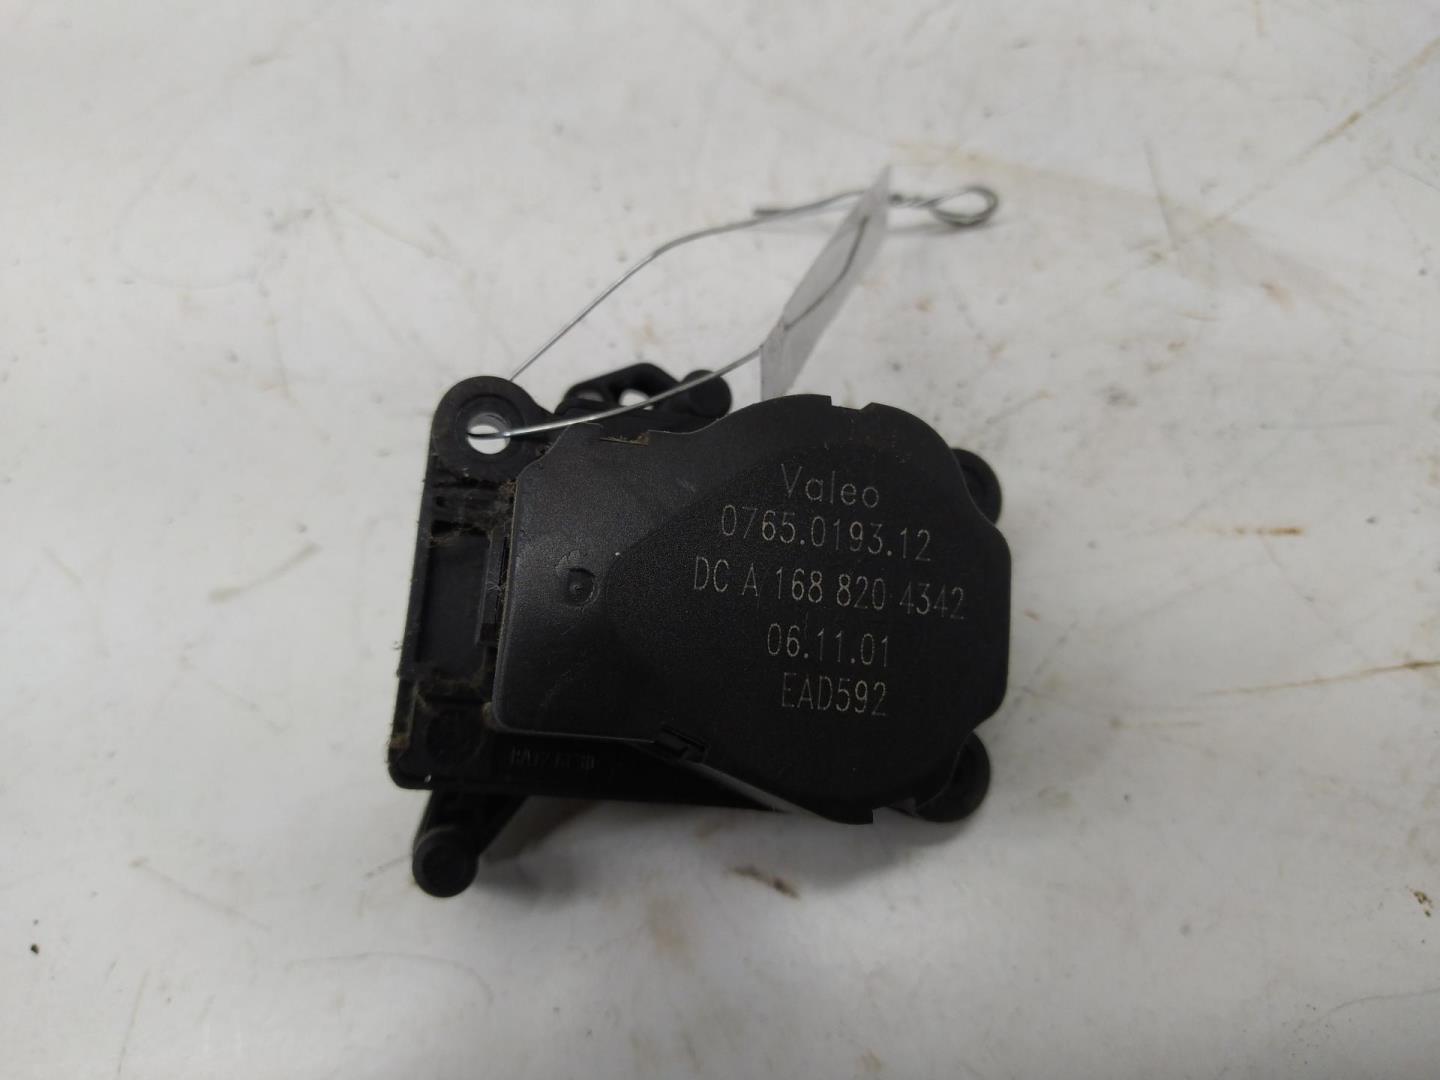 Valeo
0765.0193.12
DC A 168 820 4342
06.11.01
EAD592